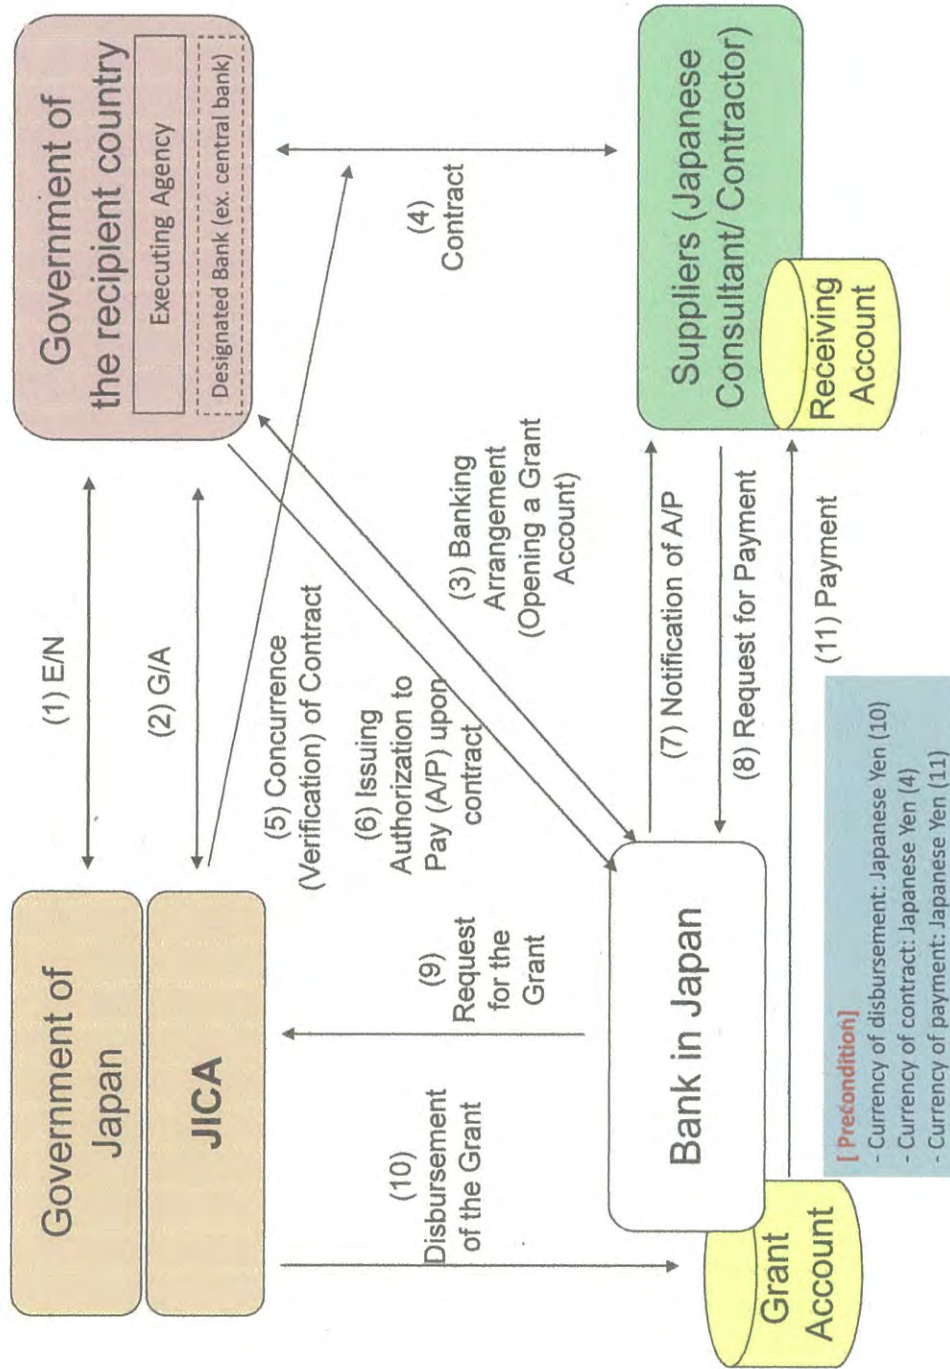 Government of
Japan
JICA
(1) E/N
(2) G/A
Government of
the recipient country
Executing Agency
Designated Bank (ex. central bank)
(5) Concurrence
(Verification) of Contract
(6) Issuing
Authorization to
Pay (A/P) upon
contract
(9)
Request
for the
Grant
(10)
Disbursement
of the Grant
(3) Banking
Arrangement
(Opening a Grant
Account)
(4)
Contract
Bank in Japan
Grant
Account
(7) Notification of A/P
(8) Request for Payment
(11) Payment
Suppliers (Japanese
Consultant/ Contractor)
Receiving
Account
[ Precondition]
- Currency of disbursement: Japanese Yen (10)
- Currency of contract: Japanese Yen (4)
- Currency of payment: Japanese Yen (11)